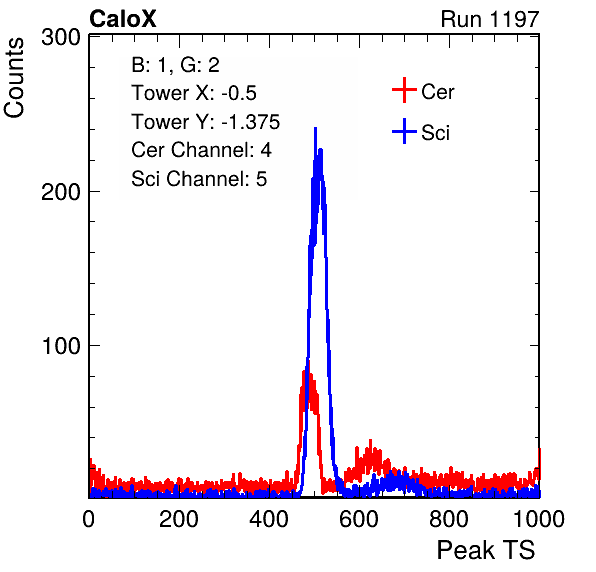 CaloX Run 1197
Counts
300
200
100
B: 1, G: 2
Tower X: -0.5
Tower Y: -1.375
Cer Channel: 4
Sci Channel: 5
Cer
Sci
0 200 400 600 800 1000
Peak TS